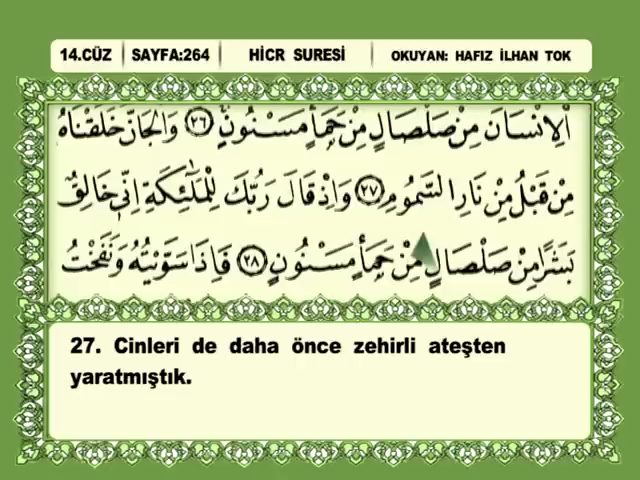 14.CÜZ SAYFA:264 HİCR SURESİ OKUYAN: HAFIZ İLHAN TOK
الْاِنْسَانَ مِنْ صَلْصَالٍ مِنْ حَمَأٍ مَسْنُونٍ ﴿٢٦﴾ وَالْجَانَّ خَلَقْنَاهُ
مِنْ قَبْلُ مِنْ نَارِ السَّمُومِ ﴿٢٧﴾ وَاِذْ قَالَ رَبُّكَ لِلْمَلٰٓئِكَةِ اِنّ۪ي خَالِقٌ
بَشَرًا مِنْ صَلْصَالٍ مِنْ حَمَأٍ مَسْنُونٍ ﴿٢٨﴾ فَاِذَا سَوَّيْتُهُ وَنَفَخْتُ
27. Cinleri de daha önce zehirli ateşten
yaratmıştık.